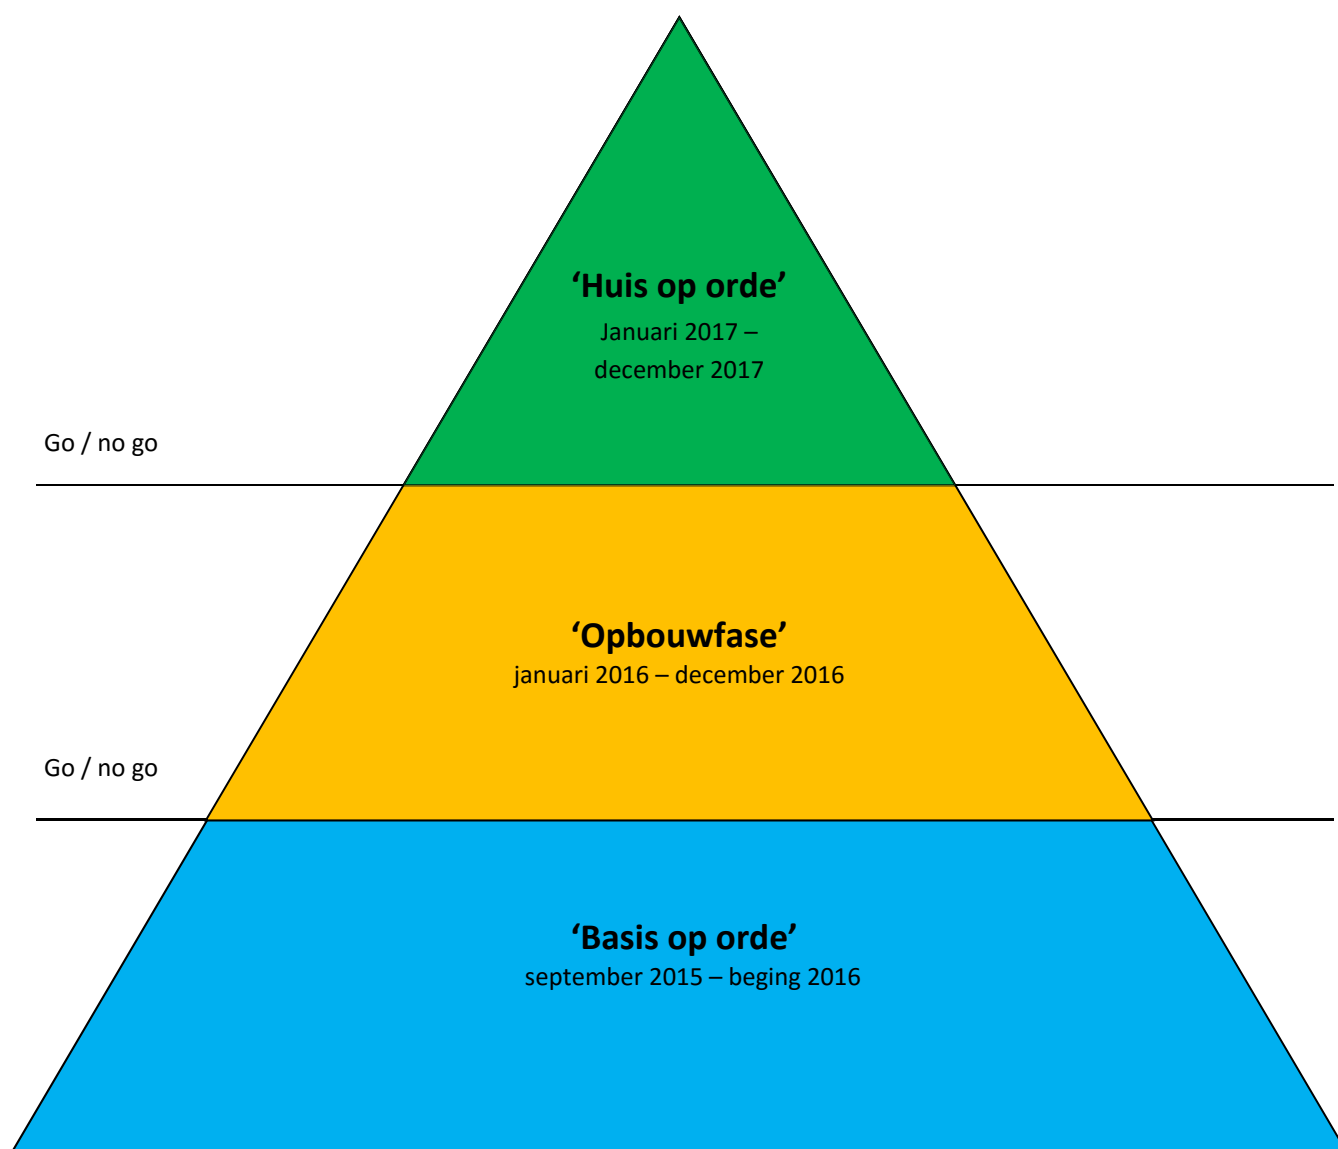 ‘Huis op orde’
Januari 2017 –
december 2017
Go / no go
‘Opbouwfase’
januari 2016 – december 2016
Go / no go
‘Basis op orde’
september 2015 – beging 2016